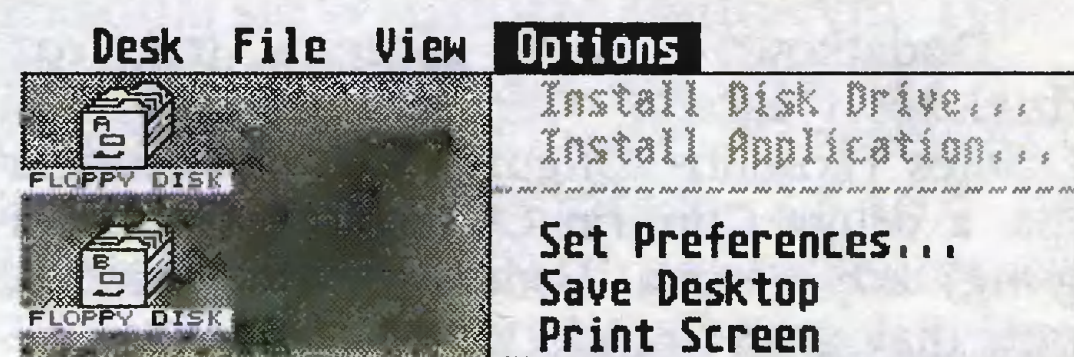 Desk File View Options
Install Disk Drive...
Install Application...
A
FLOPPY DISK
Set Preferences...
B
Save Desktop
FLOPPY DISK
Print Screen